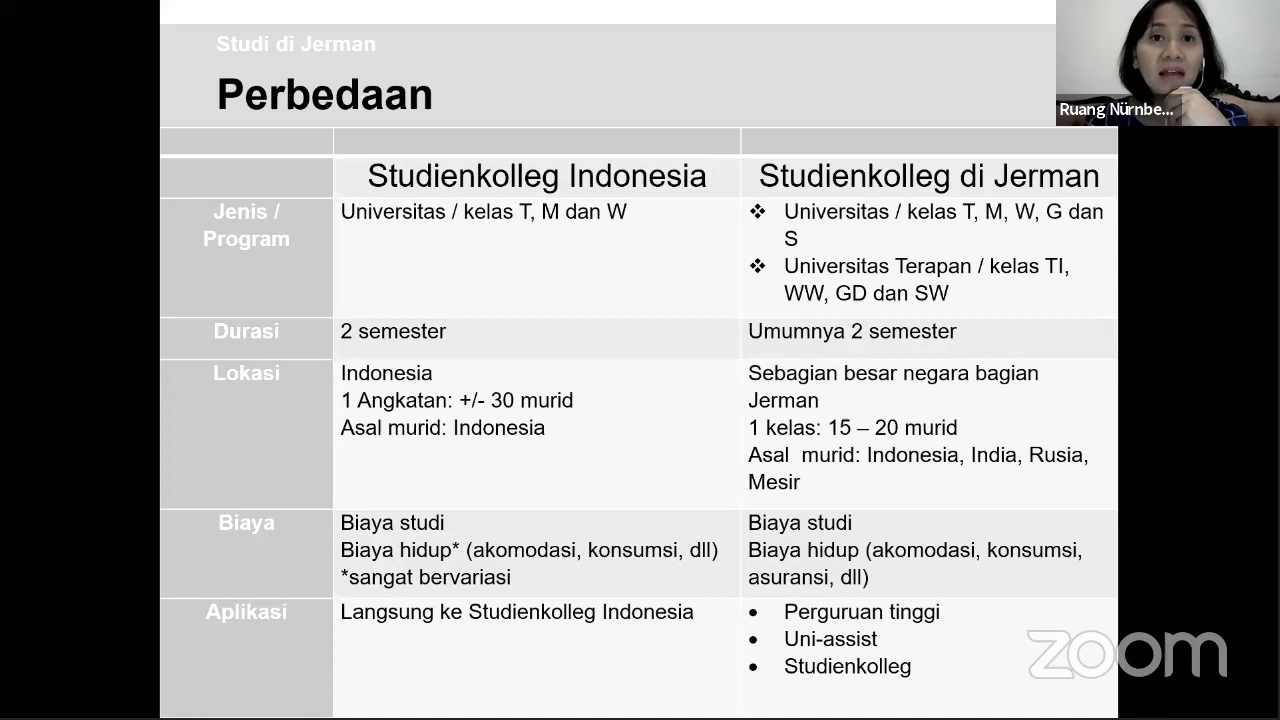 Studi di Jerman
Perbedaan
Ruang Nürnbe...
Studienkolleg Indonesia
Studienkolleg di Jerman
Jenis /
Program
Universitas / kelas T, M dan W
❖ Universitas / kelas T, M, W, G dan
S
❖ Universitas Terapan / kelas TI,
WW, GD dan SW
Durasi
2 semester
Umumnya 2 semester
Lokasi
Indonesia
1 Angkatan: +/- 30 murid
Asal murid: Indonesia
Sebagian besar negara bagian
Jerman
1 kelas: 15 – 20 murid
Asal murid: Indonesia, India, Rusia,
Mesir
Biaya
Biaya studi
Biaya hidup* (akomodasi, konsumsi, dll)
*sangat bervariasi
Biaya studi
Biaya hidup (akomodasi, konsumsi,
asuransi, dll)
Aplikasi
Langsung ke Studienkolleg Indonesia
• Perguruan tinggi
• Uni-assist
• Studienkolleg
zoom